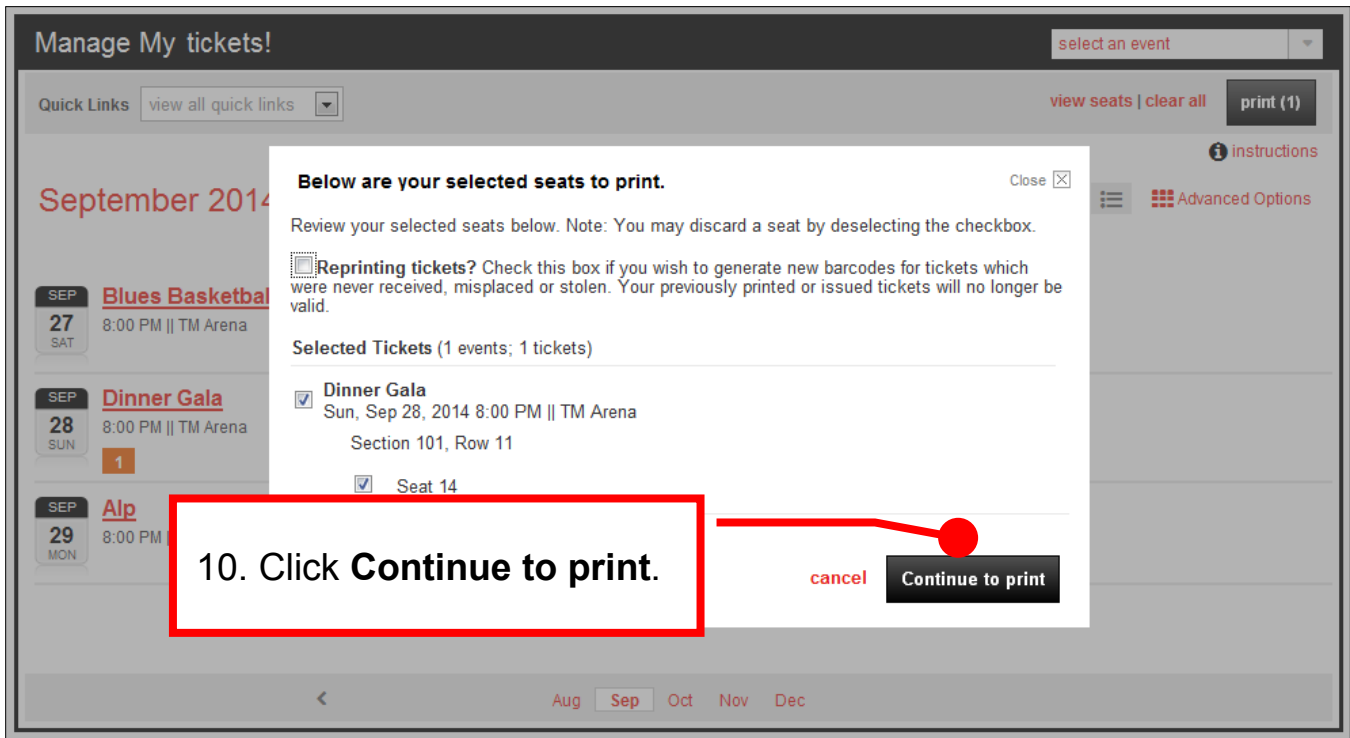 Manage My tickets!
select an event
Quick Links view all quick links
view seats | clear all print (1)
instructions
September 2014
Advanced Options
Below are your selected seats to print.
Close
Review your selected seats below. Note: You may discard a seat by deselecting the checkbox.
Reprinting tickets? Check this box if you wish to generate new barcodes for tickets which
were never received, misplaced or stolen. Your previously printed or issued tickets will no longer be
valid.
Selected Tickets (1 events; 1 tickets)
Dinner Gala
Sun, Sep 28, 2014 8:00 PM || TM Arena
Section 101, Row 11
Seat 14
cancel Continue to print
10. Click Continue to print.
SEP
27
SAT
Blues Basketbal
8:00 PM || TM Arena
SEP
28
SUN
Dinner Gala
8:00 PM || TM Arena
1
SEP
29
MON
Alp
8:00 PM
Aug Sep Oct Nov Dec